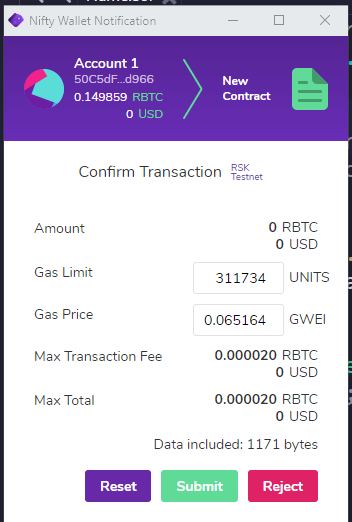 Nifty Wallet Notification
Account 1
50C5dF...d966
0.149859 RBTC
0 USD
New
Contract
Confirm Transaction RSK
Testnet
Amount 0 RBTC
0 USD
Gas Limit 311734 UNITS
Gas Price 0.065164 GWEI
Max Transaction Fee 0.000020 RBTC
0 USD
Max Total 0.000020 RBTC
0 USD
Data included: 1171 bytes
Reset Submit Reject